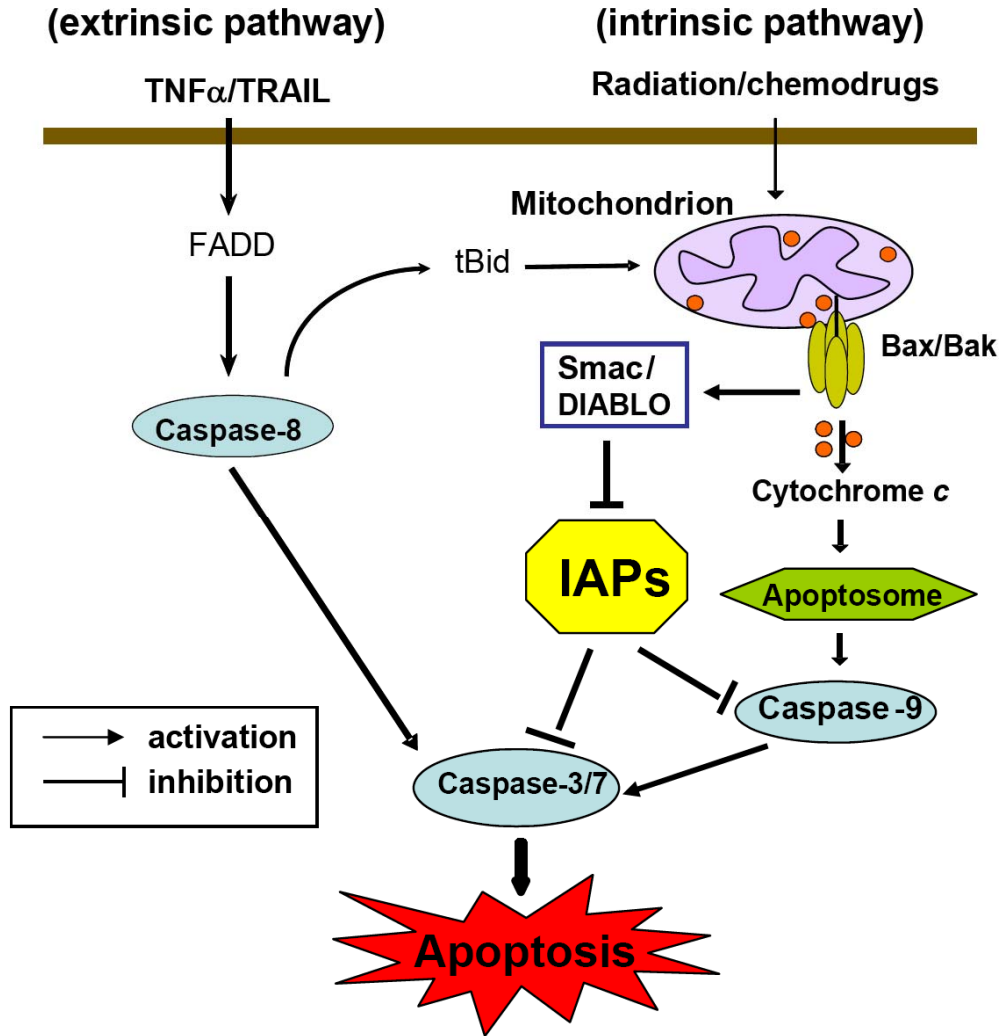 (extrinsic pathway)
(intrinsic pathway)
TNFα/TRAIL
Radiation/chemodrugs
Mitochondrion
FADD
tBid
Bax/Bak
Smac/
DIABLO
Caspase-8
Cytochrome c
IAPs
Apoptosome
Caspase -9
activation
inhibition
Caspase-3/7
Apoptosis